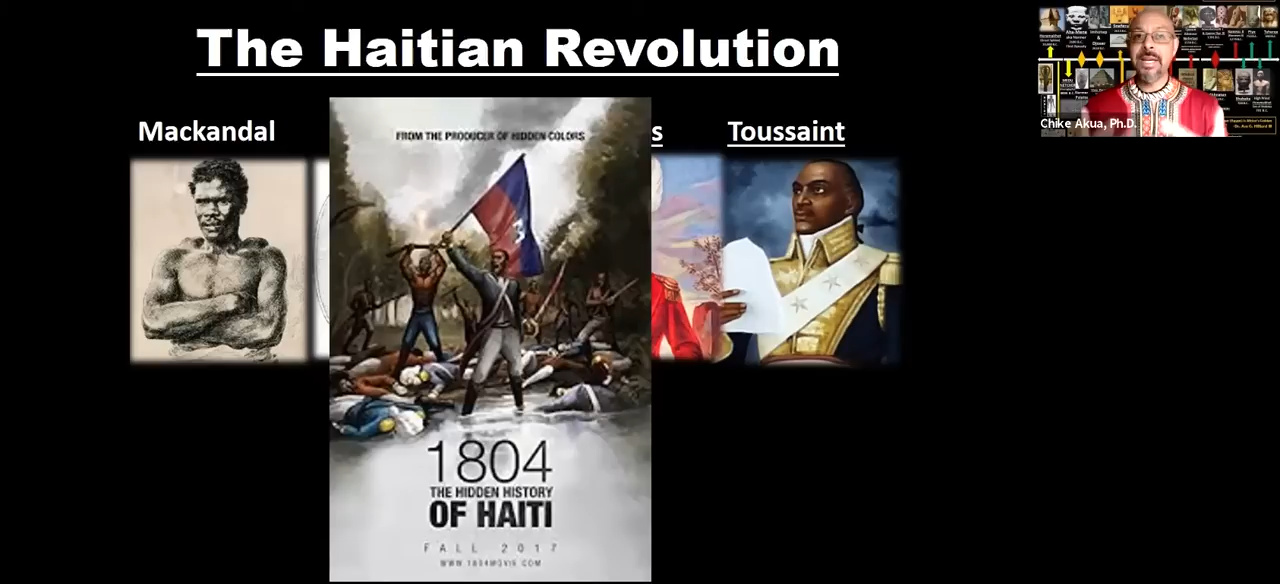 The Haitian Revolution
Mackandal
s
Toussaint
FROM THE PRODUCER OF HIDDEN COLORS
1804
THE HIDDEN HISTORY
OF HAITI
FALL 2017
WWW.1804MOVIE.COM
Chike Akua, Ph.D.